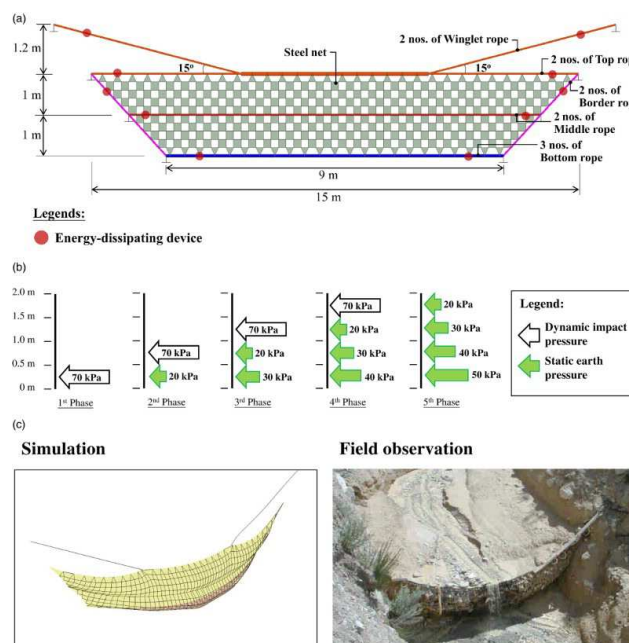 (a)
1.2 m
1 m
1 m
15°
15°
Steel net
2 nos. of Winglet rope
2 nos. of Top rop
2 nos. of
Border ro
2 nos. of
Middle rope
3 nos. of
Bottom rope
9 m
15 m
Legends:
Energy-dissipating device
(b)
2.0 m
1.5 m
1.0 m
0.5 m
0 m
70 kPa
1st Phase
70 kPa
20 kPa
2nd Phase
70 kPa
20 kPa
30 kPa
3rd Phase
70 kPa
20 kPa
30 kPa
40 kPa
4th Phase
20 kPa
30 kPa
40 kPa
50 kPa
5th Phase
Legend:
Dynamic impact
pressure
Static earth
pressure
(c)
Simulation
Field observation